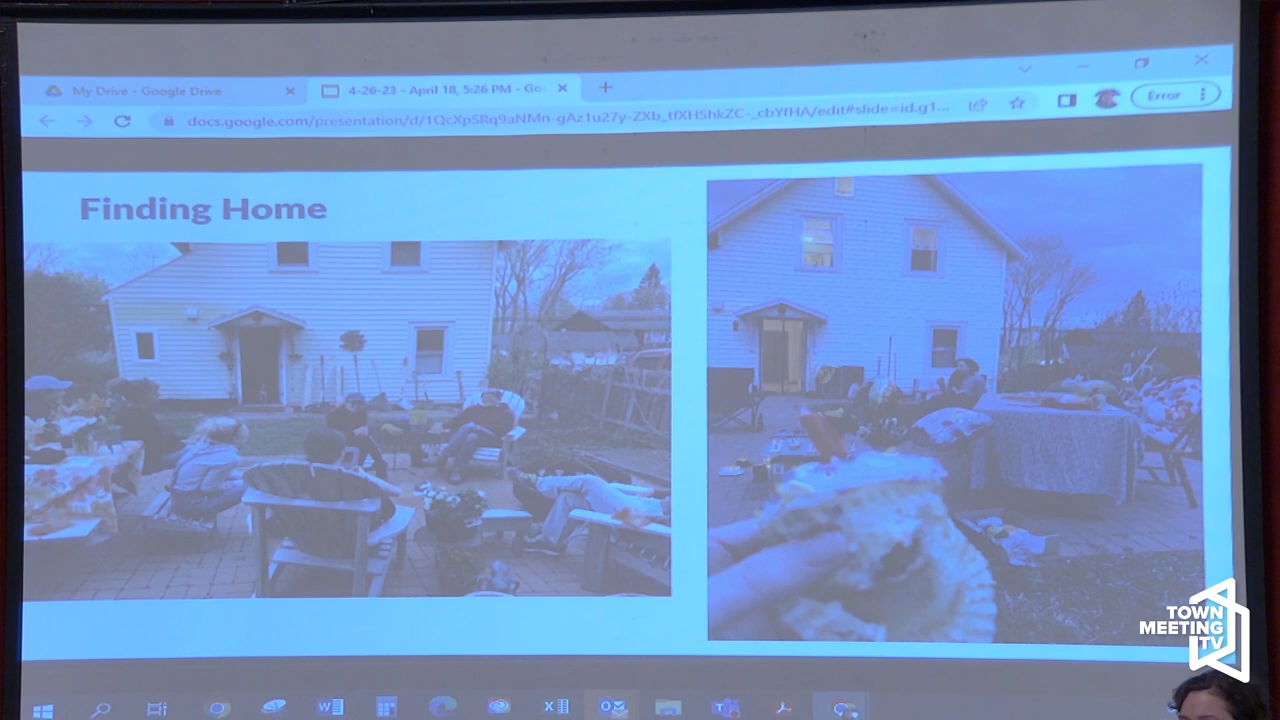 My Drive - Google Drive
4-26-23 - April 18, 5:26 PM - Go
docs.google.com/presentation/d/1QcXpSRq9aNMn-gAz1u27y-ZXb_tfXHShkZC-_cbYfHA/edit#slide=id.g1...
Error
Finding Home
TOWN
MEETING
TV